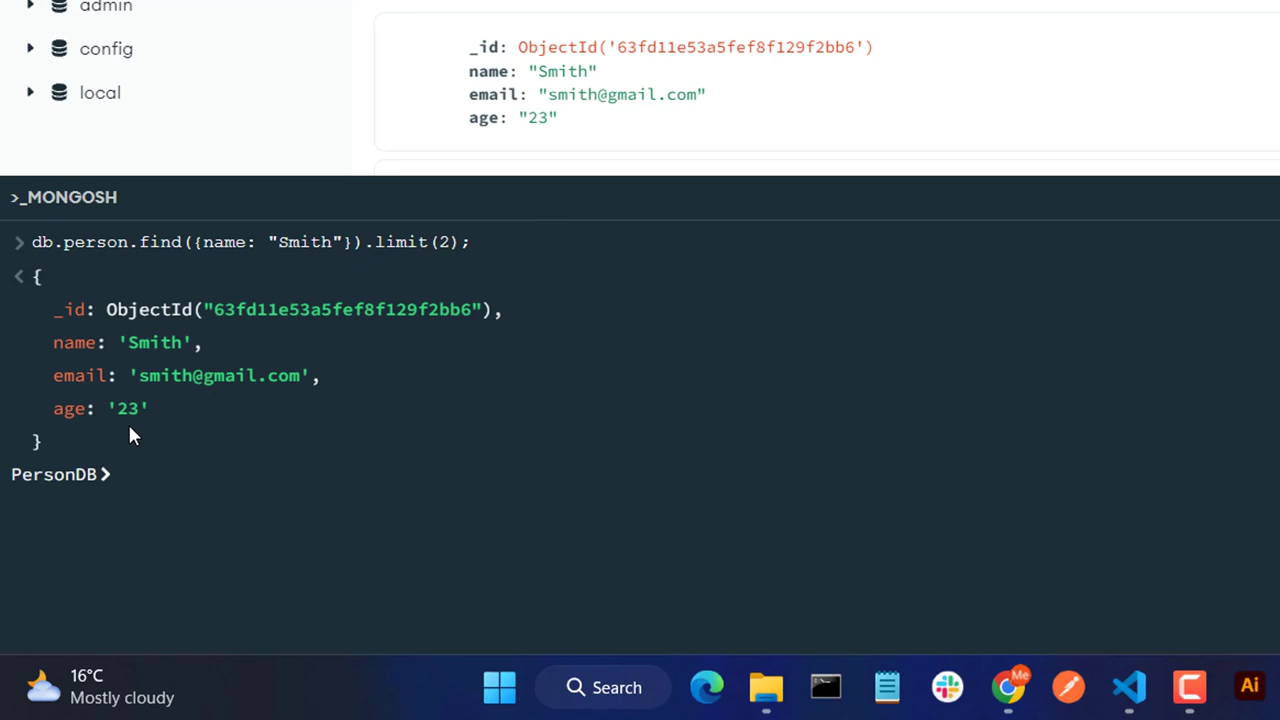 admin
config
local
_id: ObjectId('63fd11e53a5fef8f129f2bb6')
name: "Smith"
email: "smith@gmail.com"
age: "23"
>_MONGOSH
> db.person.find({name: "Smith"}).limit(2);
< {
_id: ObjectId("63fd11e53a5fef8f129f2bb6"),
name: 'Smith',
email: 'smith@gmail.com',
age: '23'
}
PersonDB>
16°C
Mostly cloudy
Search
Me
Ai